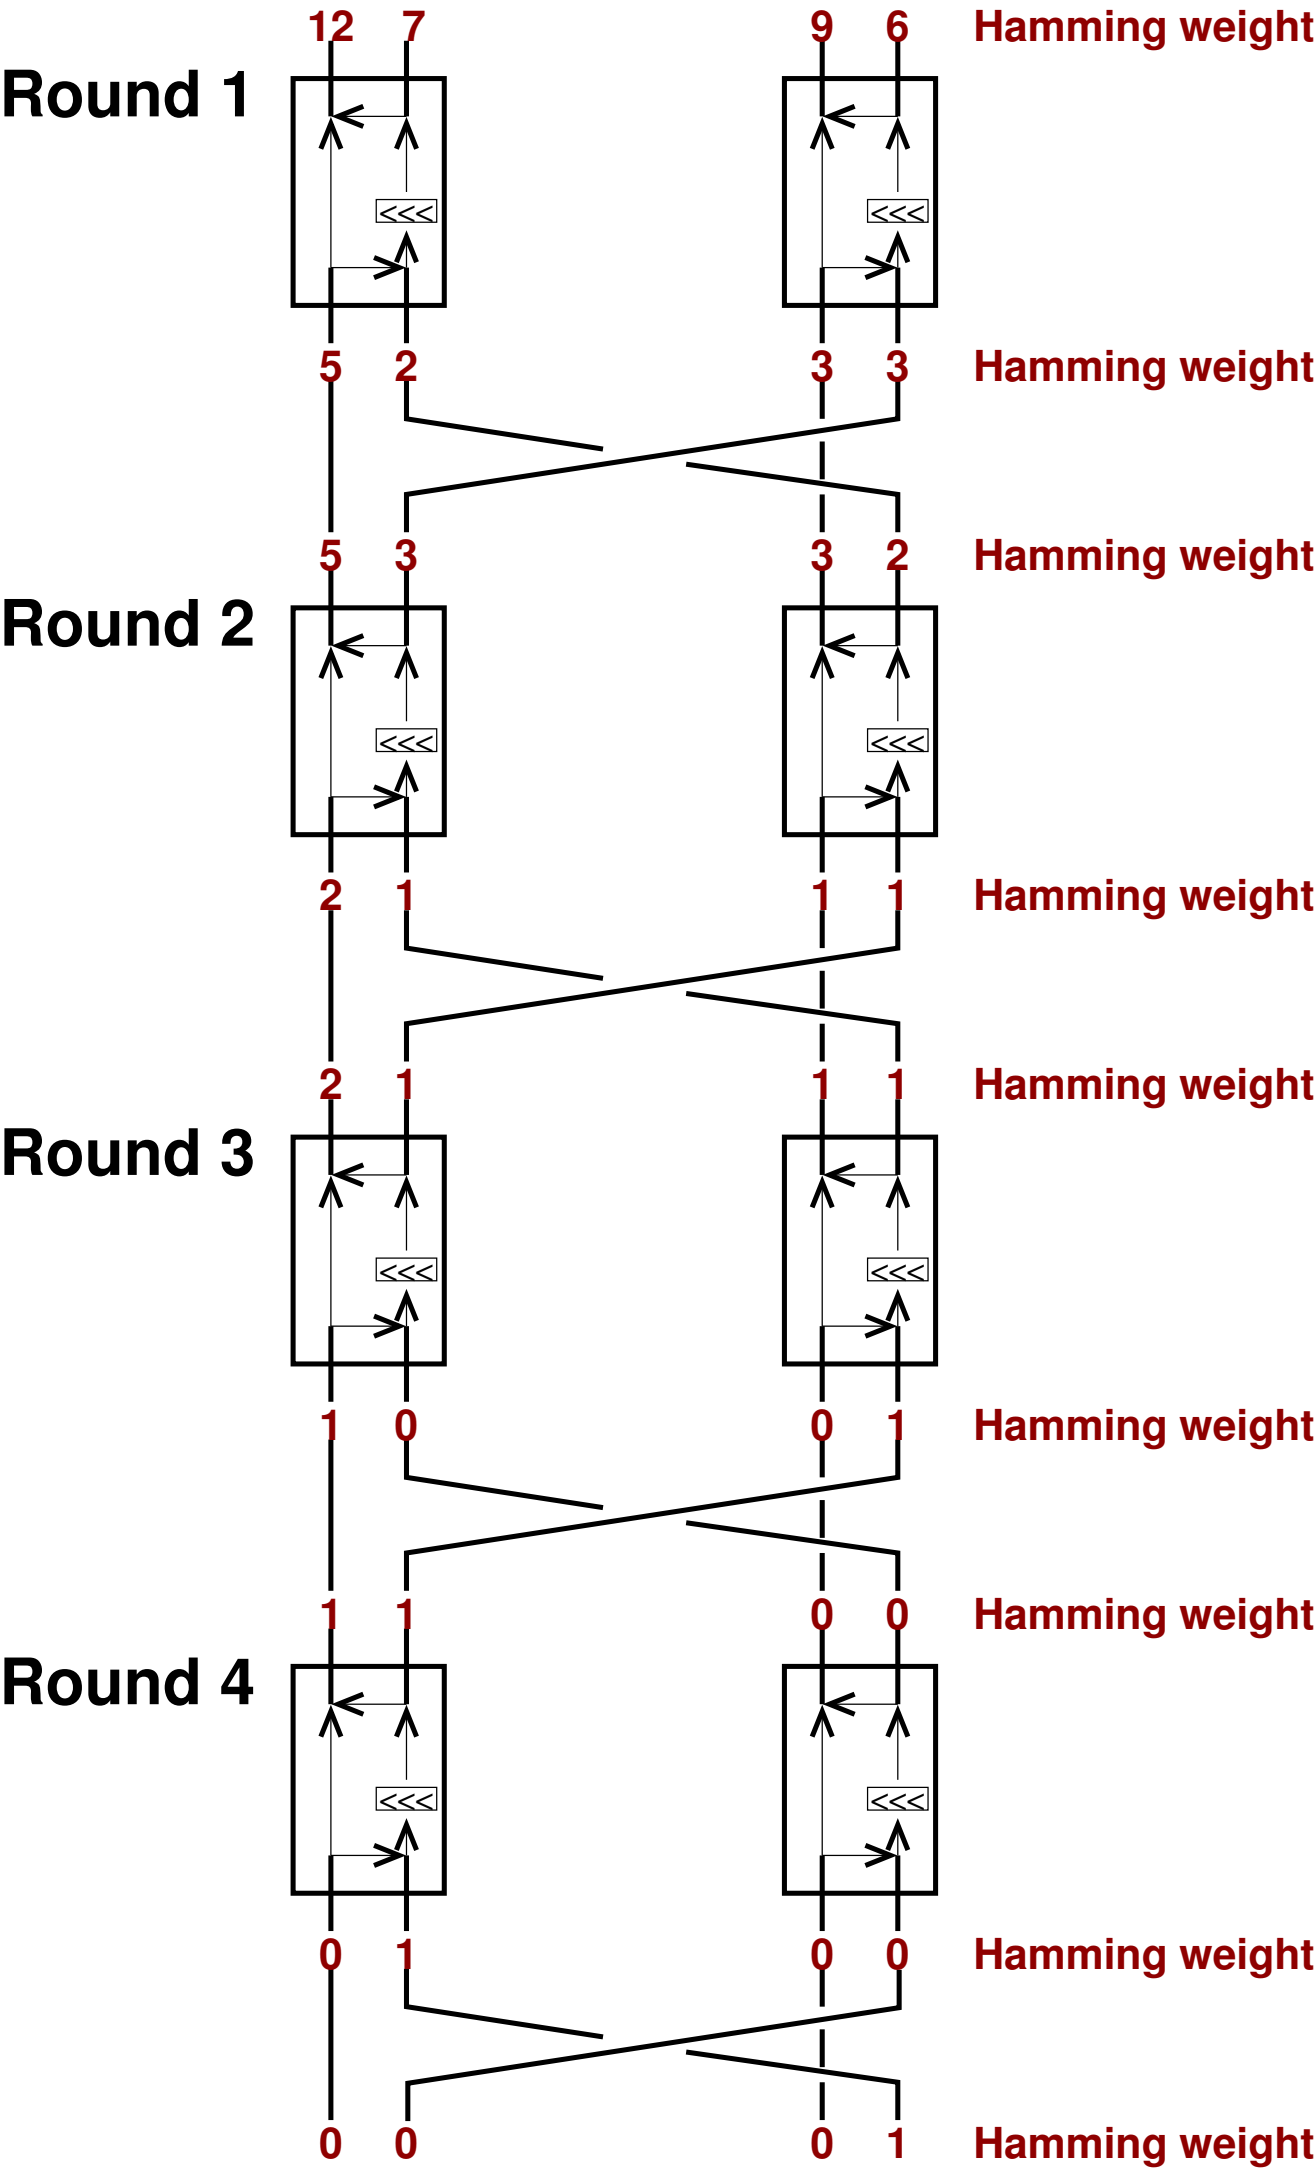 12 7 9 6 Hamming weight
Round 1
<<< <<<
5 2 3 3 Hamming weight
5 3 3 2 Hamming weight
Round 2
<<< <<<
2 1 1 1 Hamming weight
2 1 1 1 Hamming weight
Round 3
<<< <<<
1 0 0 1 Hamming weight
1 1 0 0 Hamming weight
Round 4
<<< <<<
0 1 0 0 Hamming weight
0 0 0 1 Hamming weight